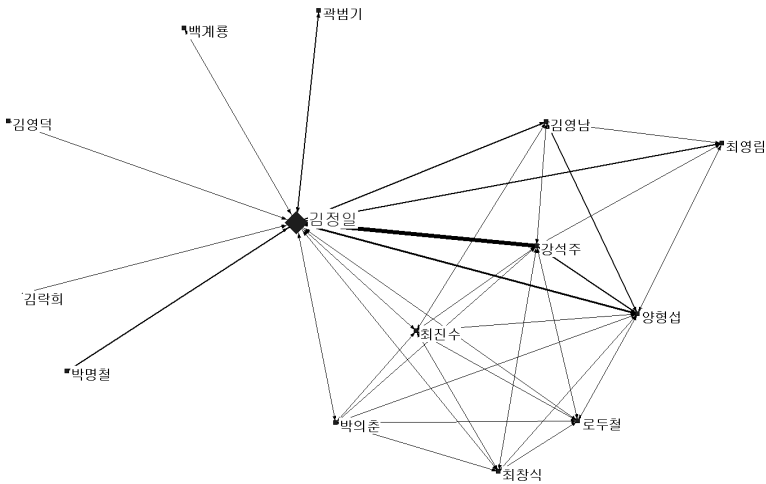 곽범기
백계룡
김영덕
김영남
최영림
김정일
강석주
김락희
양형섭
최진수
박명철
박의춘
로두철
최창식